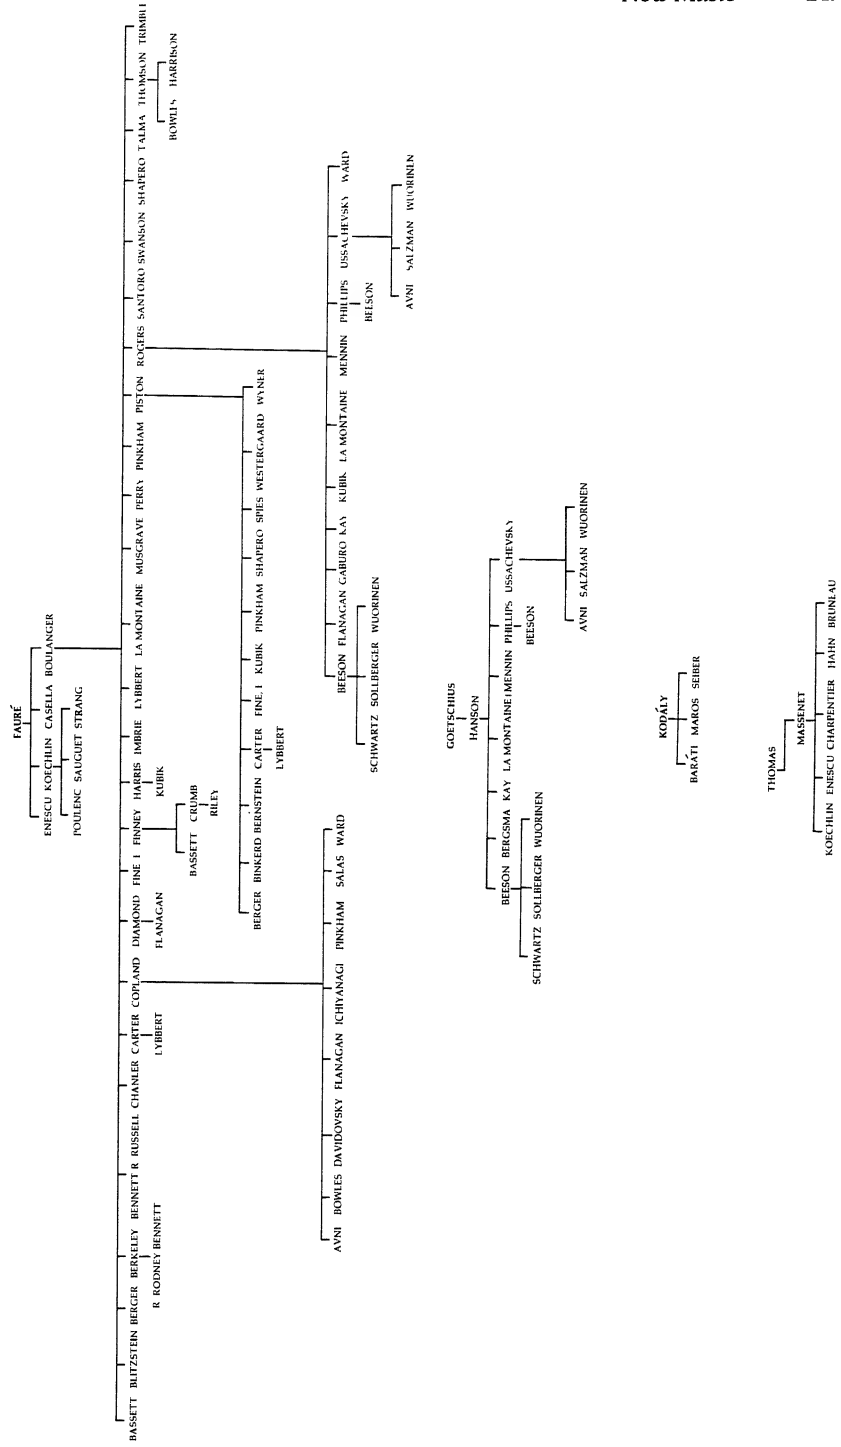 FAURÉ
ENESCU KOECHLIN CASELLA BOULANGER
POULENC SAUGUET STRANG
BASSETT BLITZSTEIN BERGER BERKELEY BENNETT R RUSSELL CHANLER CARTER COPLAND DIAMOND FINE I FINNEY HARRIS IMBRIE LYBBERT LA MONTAINE MUSGRAVE PERRY PINKHAM PISTON ROGERS SANTORO SWANSON SHAPERO TALMA THOMSON
R RODNEY BENNETT
LYBBERT
FLANAGAN
BASSETT CRUMB
RILEY
KUBIK
BOWLES HARRISON
BERGER BINKERD BERNSTEIN CARTER FINE, I KUBIK PINKHAM SHAPERO SPIES WESTERGAARD WYNER
LYBBERT
AVNI BOWLES DAVIDOVSKY FLANAGAN ICHIYANAGI PINKHAM SALAS WARD
BEESON FLANAGAN GABURO KAY KUBIK LA MONTAINE MENNIN PHILLIPS USSACHEVSKY WARD
SCHWARTZ SOLLBERGER WUORINEN
BEESON
AVNI SALZMAN WUORINEN
GOETSCHIUS
HANSON
BEESON BERGSMA KAY LA MONTAINE MENNIN PHILLIPS USSACHEVSKY
SCHWARTZ SOLLBERGER WUORINEN
BEESON
AVNI SALZMAN WUORINEN
KODÁLY
BARÁTI MAROS SEIBER
THOMAS
MASSENET
KOECHLIN ENESCU CHARPENTIER HAHN BRUNEAU